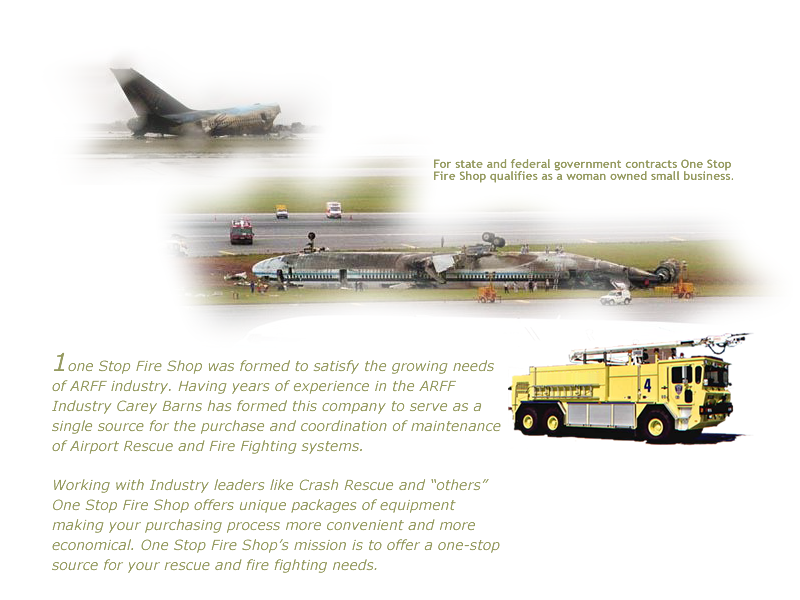 For state and federal government contracts One Stop
Fire Shop qualifies as a woman owned small business.
1one Stop Fire Shop was formed to satisfy the growing needs
of ARFF industry. Having years of experience in the ARFF
Industry Carey Barns has formed this company to serve as a
single source for the purchase and coordination of maintenance
of Airport Rescue and Fire Fighting systems.
Working with Industry leaders like Crash Rescue and “others”
One Stop Fire Shop offers unique packages of equipment
making your purchasing process more convenient and more
economical. One Stop Fire Shop’s mission is to offer a one-stop
source for your rescue and fire fighting needs.
4